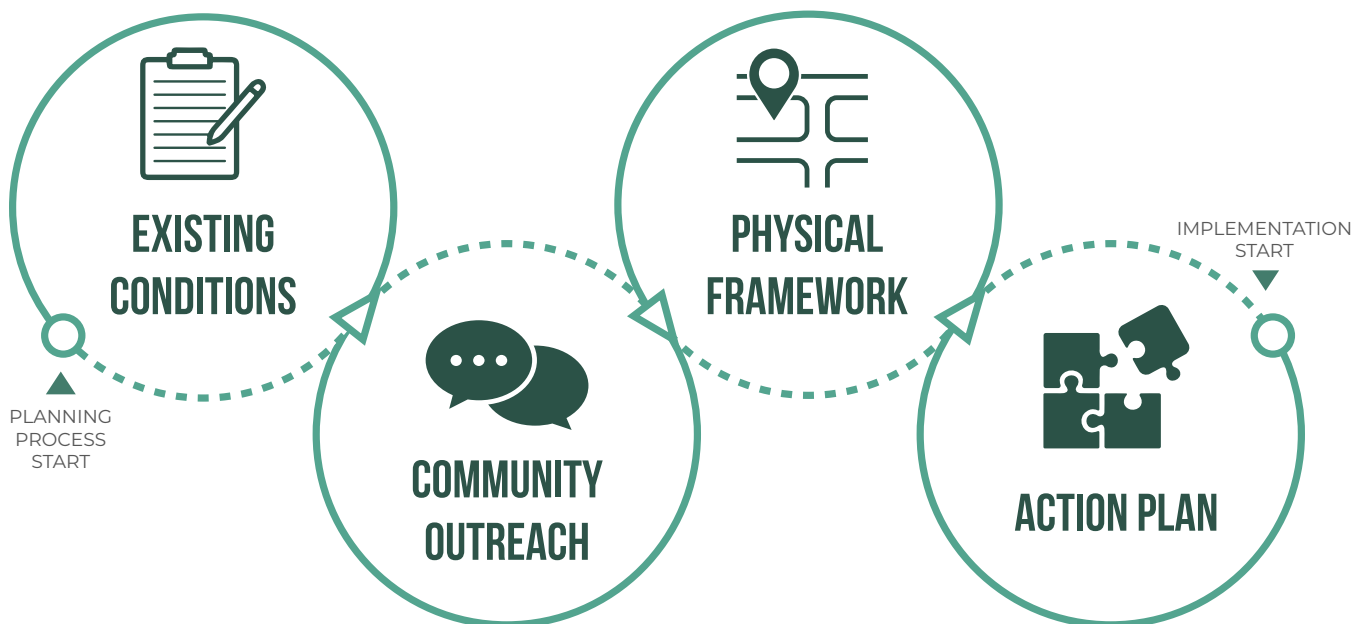 EXISTING
CONDITIONS
PLANNING
PROCESS
START
COMMUNITY
OUTREACH
PHYSICAL
FRAMEWORK
ACTION PLAN
IMPLEMENTATION
START